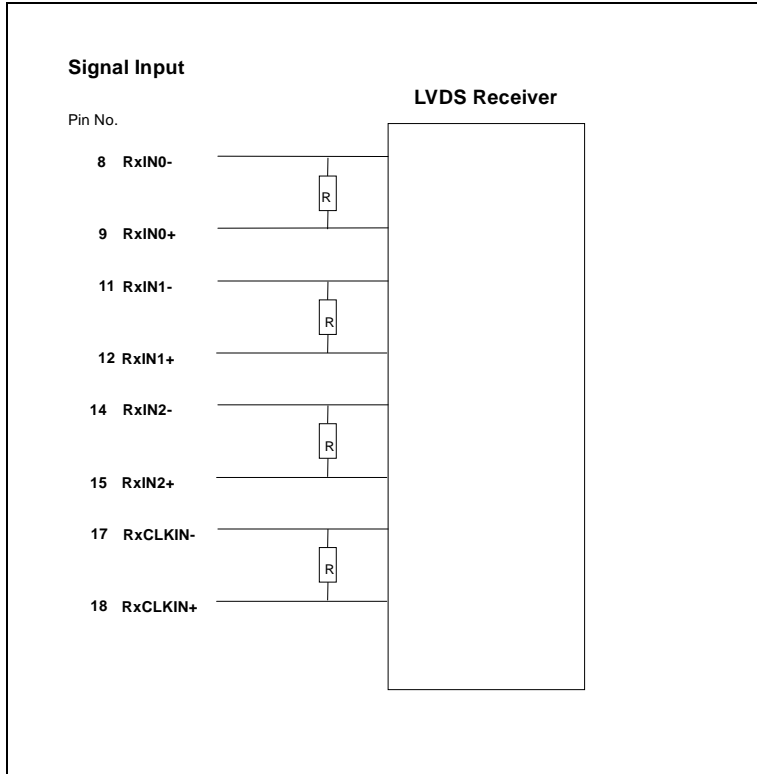 Signal Input
LVDS Receiver
Pin No.
8 RxIN0-
R
9 RxIN0+
11 RxIN1-
R
12 RxIN1+
14 RxIN2-
R
15 RxIN2+
17 RxCLKIN-
R
18 RxCLKIN+